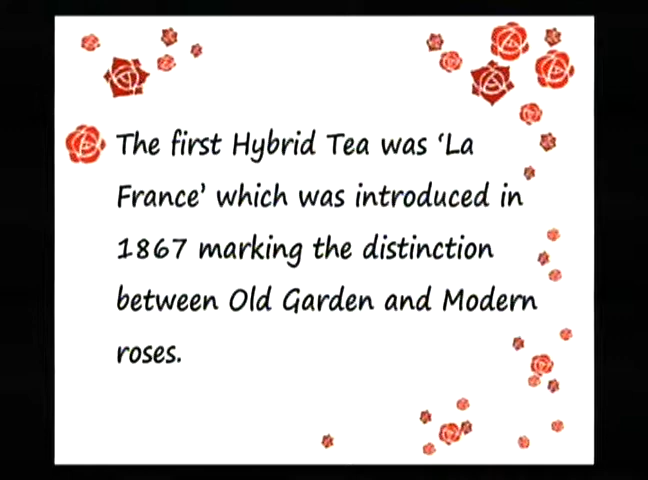 The first Hybrid Tea was ‘La
France’ which was introduced in
1867 marking the distinction
between Old Garden and Modern
roses.